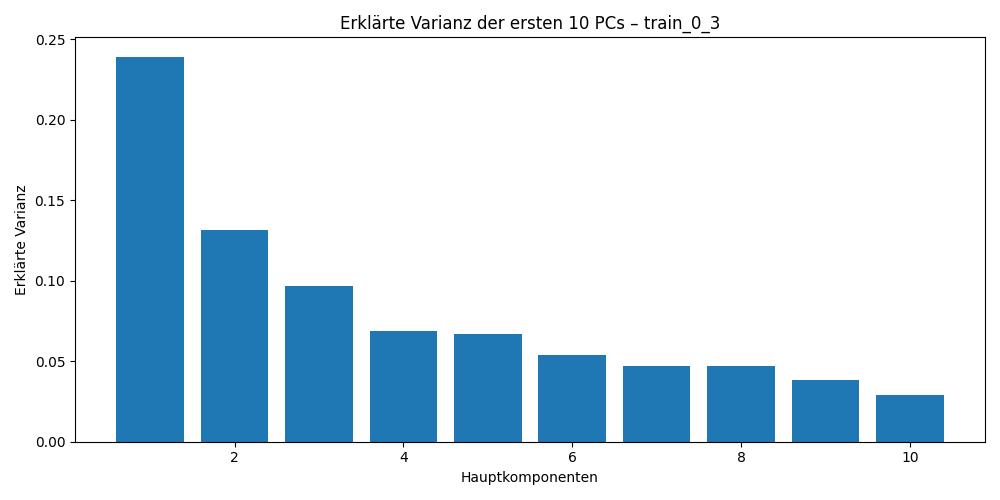 Erklärte Varianz der ersten 10 PCs – train_0_3
Erklärte Varianz
0.25
0.20
0.15
0.10
0.05
0.00
2 4 6 8 10
Hauptkomponenten